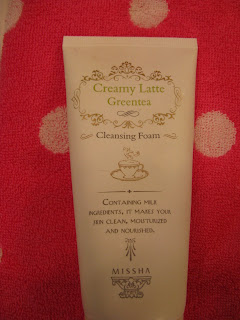 Creamy Latte
Greentea
Cleansing Foam
CONTAINING MILK
INGREDIENTS, IT MAKES YOUR
SKIN CLEAN, MOISTURIZED
AND NOURISHED.
MISSHA